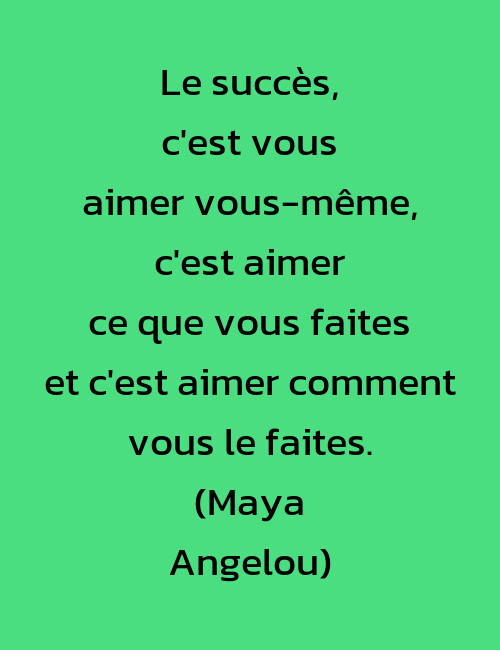 Le succès,
c'est vous
aimer vous-même,
c'est aimer
ce que vous faites
et c'est aimer comment
vous le faites.
(Maya
Angelou)